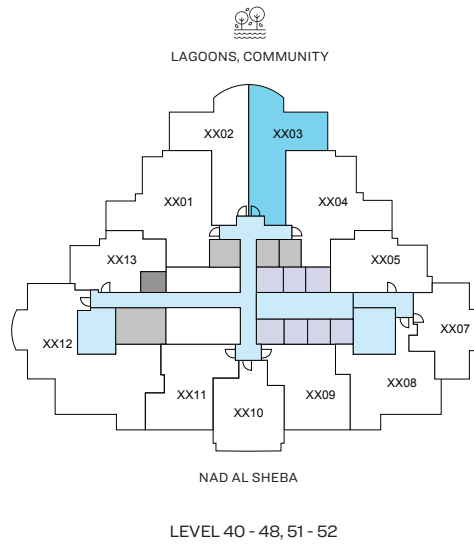 LAGOONS, COMMUNITY
XX02
XX03
XX01
XX04
XX13
XX05
XX12
XX07
XX11
XX10
XX09
XX08
NAD AL SHEBA
LEVEL 40 - 48, 51 - 52